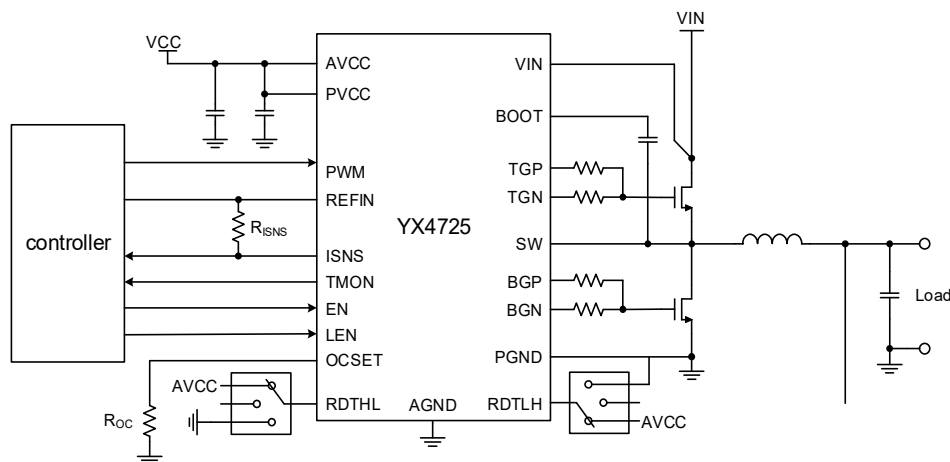 VCC
VIN
AVCC
VIN
PVCC
BOOT
PWM
TGP
REFIN
TGN
RISNS
YX4725
controller
ISNS
SW
TMON
BGP
EN
BGN
Load
LEN
OCSET
PGND
AVCC
ROC
RDTHL
AGND
RDTLH
AVCC